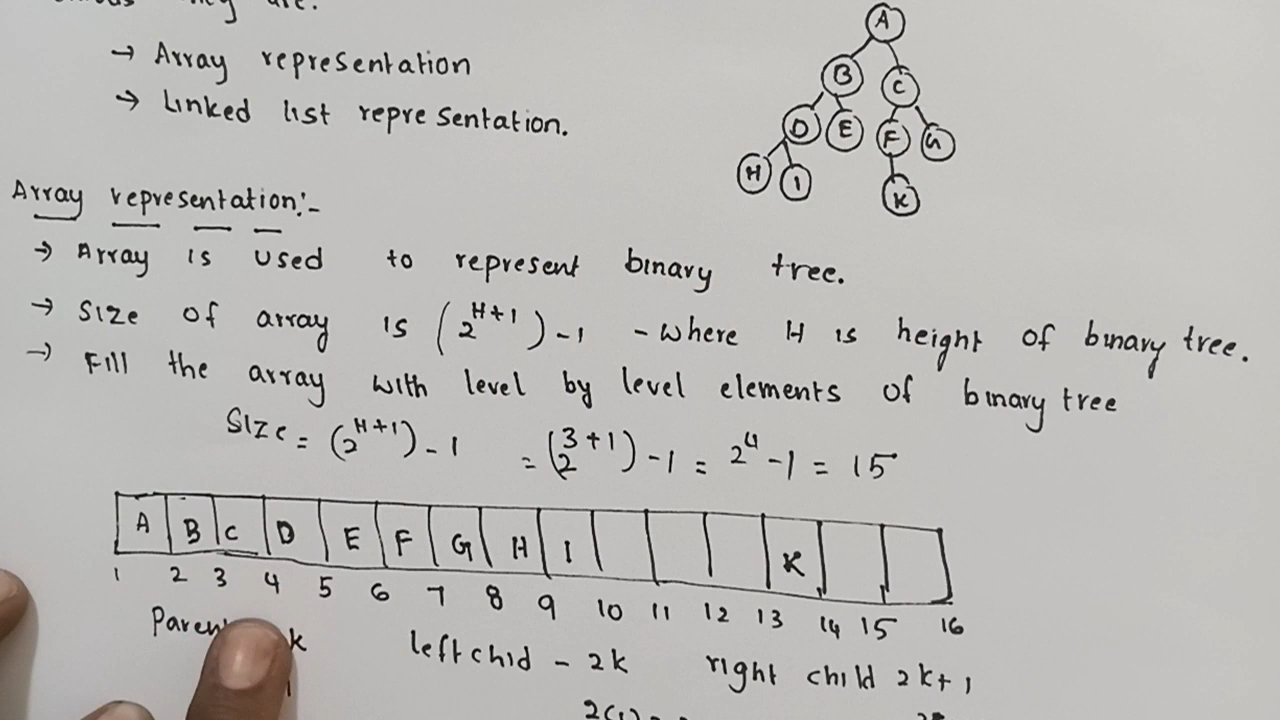 they are:
A
→ Array representation
B C
→ Linked list representation.
D E F G
H I K
Array representation:-
→ Array is used to represent binary tree.
→ Size of array is (2^H+1) - 1 - where H is height of binary tree.
→ Fill the array with level by level elements of binary tree
Size = (2^H+1) - 1 = (2^3+1) - 1 = 2^4 - 1 = 15
A B C D E F G H I K
1 2 3 4 5 6 7 8 9 10 11 12 13 14 15 16
k left chid - 2k right child 2k+1